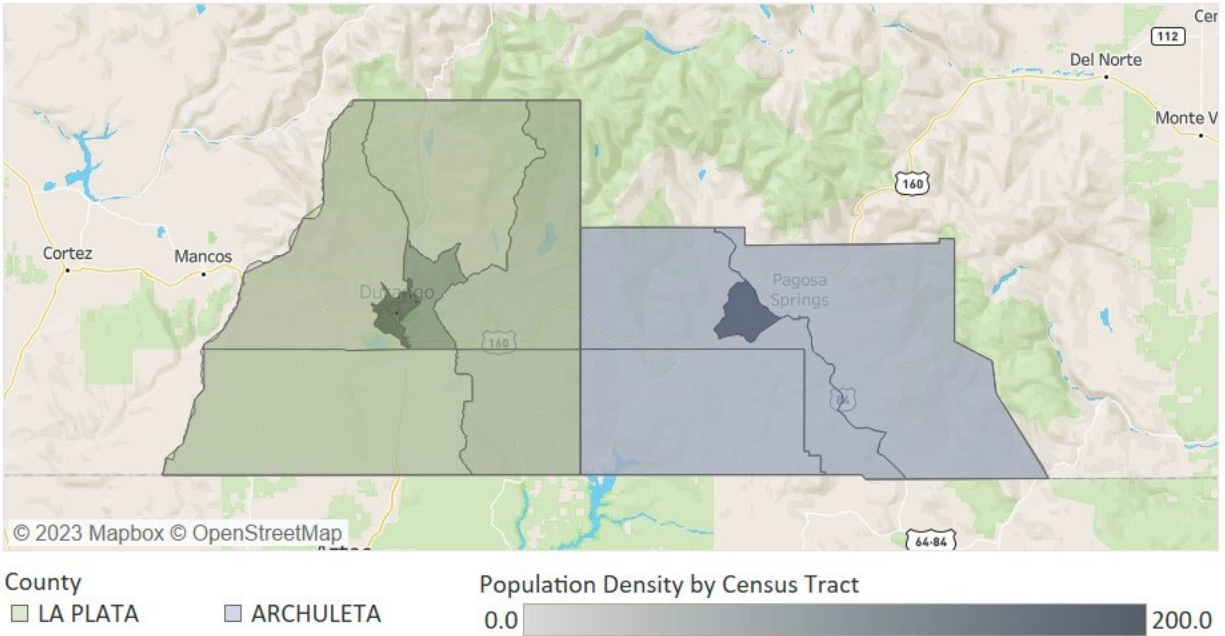 Cer
112
Del Norte
Monte V
160
Cortez
Mancos
Durango
Pagosa
Springs
160
84
© 2023 Mapbox © OpenStreetMap
64-84
County
LA PLATA
ARCHULETA
Population Density by Census Tract
0.0
200.0